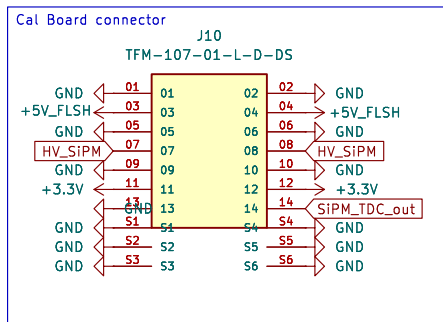 Cal Board connector
J10
TFM-107-01-L-D-DS
GND 01 01 02 02 GND
+5V_FLSH 03 03 04 04 +5V_FLSH
GND 05 05 06 06 GND
HV_SiPM 07 07 08 08 HV_SiPM
GND 09 09 10 10 GND
+3.3V 11 11 12 12 +3.3V
GND 13 13 14 14 SiPM_TDC_out
GND S1 S1 S4 S4 GND
GND S2 S2 S5 S5 GND
GND S3 S3 S6 S6 GND